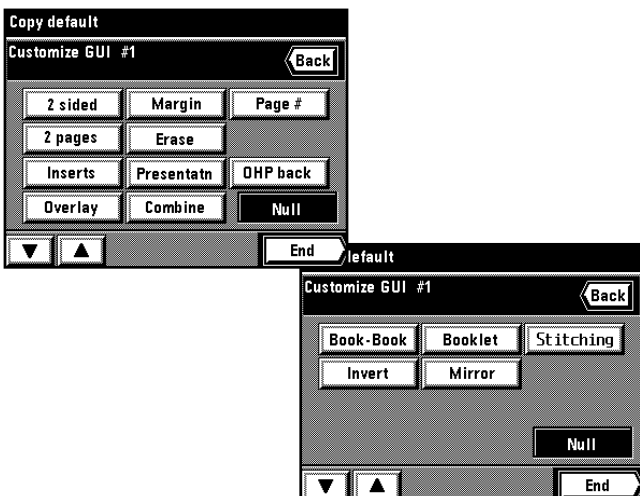 Copy default
Customize GUI #1
Back
2 sided Margin Page #
2 pages Erase
Inserts Presentatn OHP back
Overlay Combine Null
End
default
Customize GUI #1
Back
Book-Book Booklet Stitching
Invert Mirror
Null
End